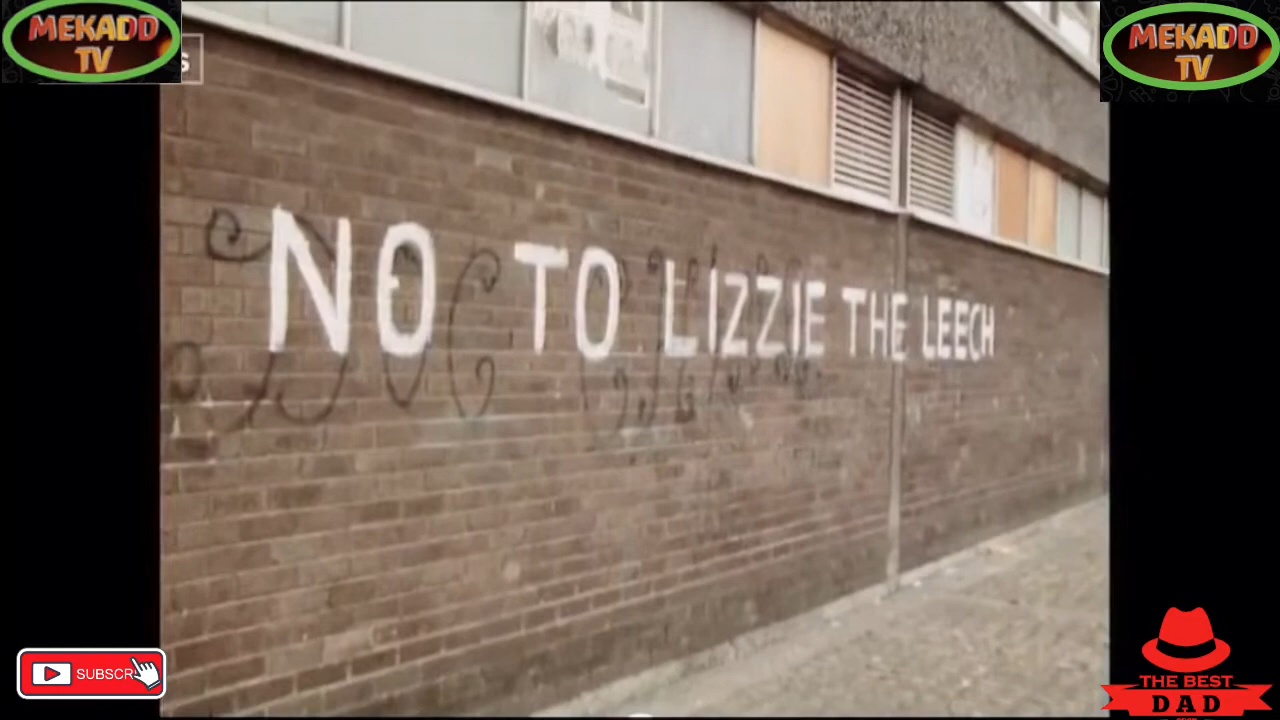 MEKADD
TV
S
MEKADD
TV
NO TO LIZZIE THE LEECH
SUBSCR
THE BEST
DAD